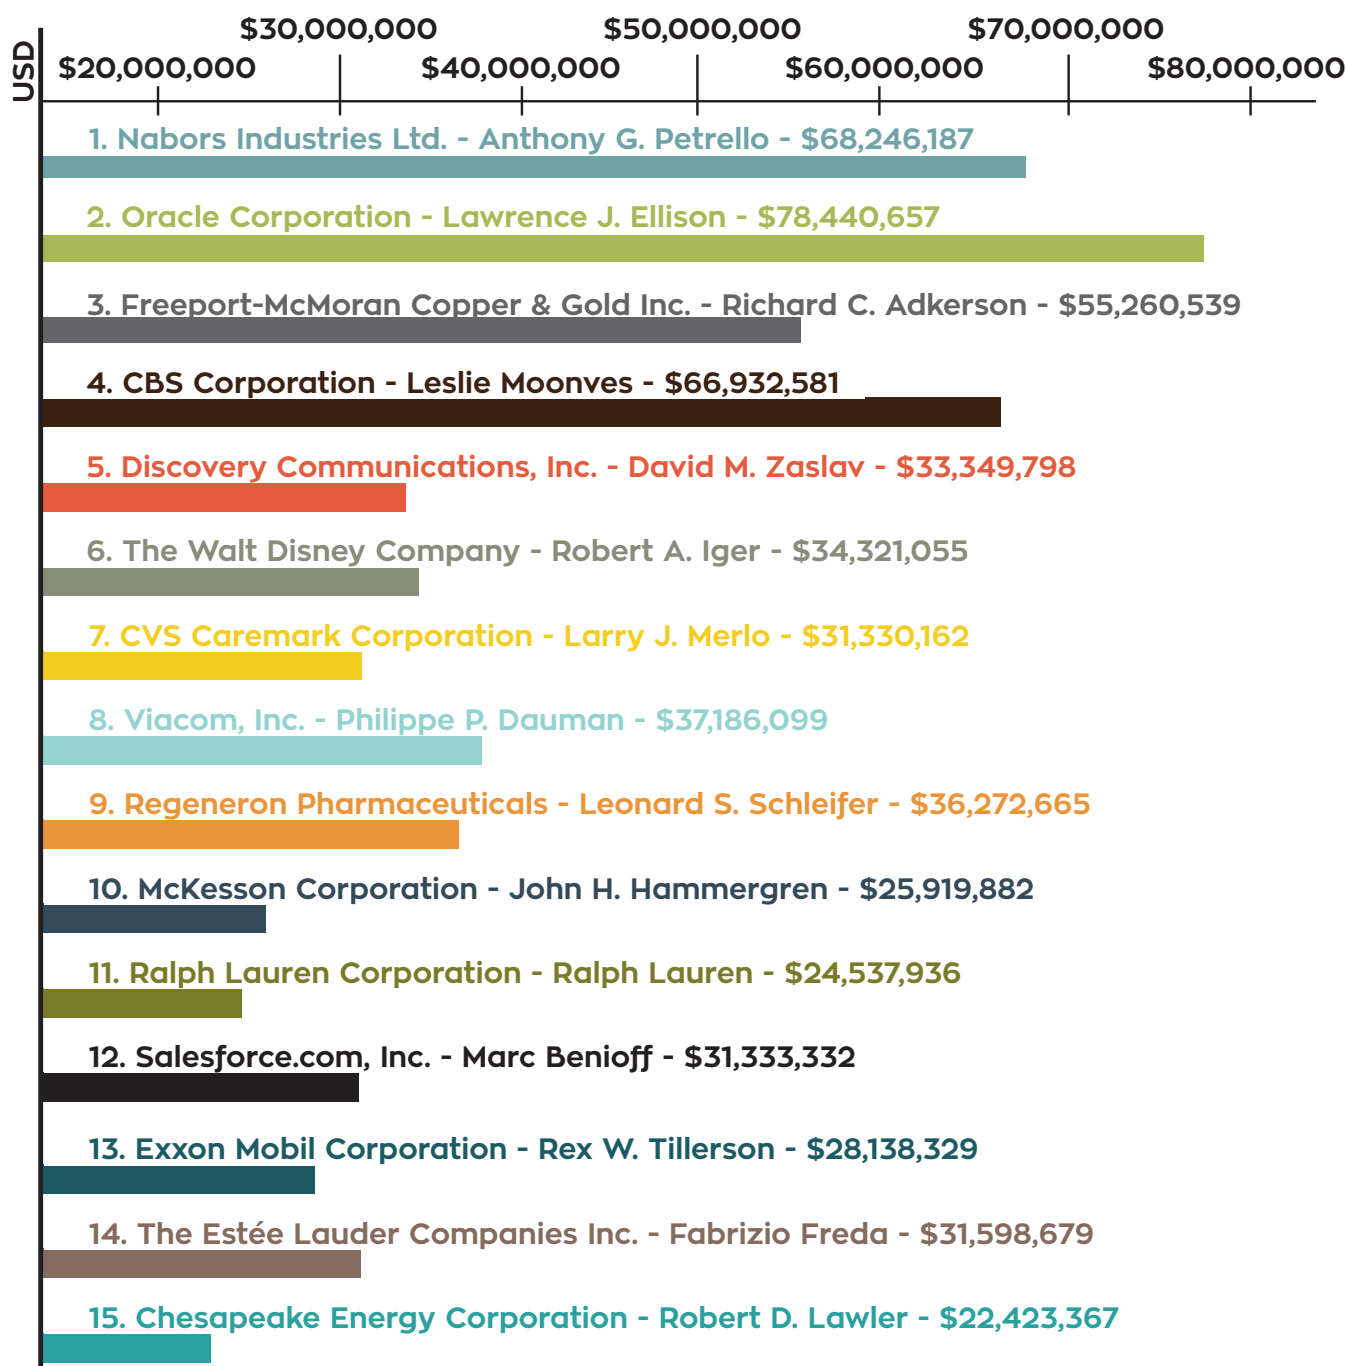 $30,000,000 $50,000,000 $70,000,000
USD
$20,000,000 $40,000,000 $60,000,000 $80,000,000
1. Nabors Industries Ltd. - Anthony G. Petrello - $68,246,187
2. Oracle Corporation - Lawrence J. Ellison - $78,440,657
3. Freeport-McMoran Copper & Gold Inc. - Richard C. Adkerson - $55,260,539
4. CBS Corporation - Leslie Moonves - $66,932,581
5. Discovery Communications, Inc. - David M. Zaslav - $33,349,798
6. The Walt Disney Company - Robert A. Iger - $34,321,055
7. CVS Caremark Corporation - Larry J. Merlo - $31,330,162
8. Viacom, Inc. - Philippe P. Dauman - $37,186,099
9. Regeneron Pharmaceuticals - Leonard S. Schleifer - $36,272,665
10. McKesson Corporation - John H. Hammergren - $25,919,882
11. Ralph Lauren Corporation - Ralph Lauren - $24,537,936
12. Salesforce.com, Inc. - Marc Benioff - $31,333,332
13. Exxon Mobil Corporation - Rex W. Tillerson - $28,138,329
14. The Estée Lauder Companies Inc. - Fabrizio Freda - $31,598,679
15. Chesapeake Energy Corporation - Robert D. Lawler - $22,423,367